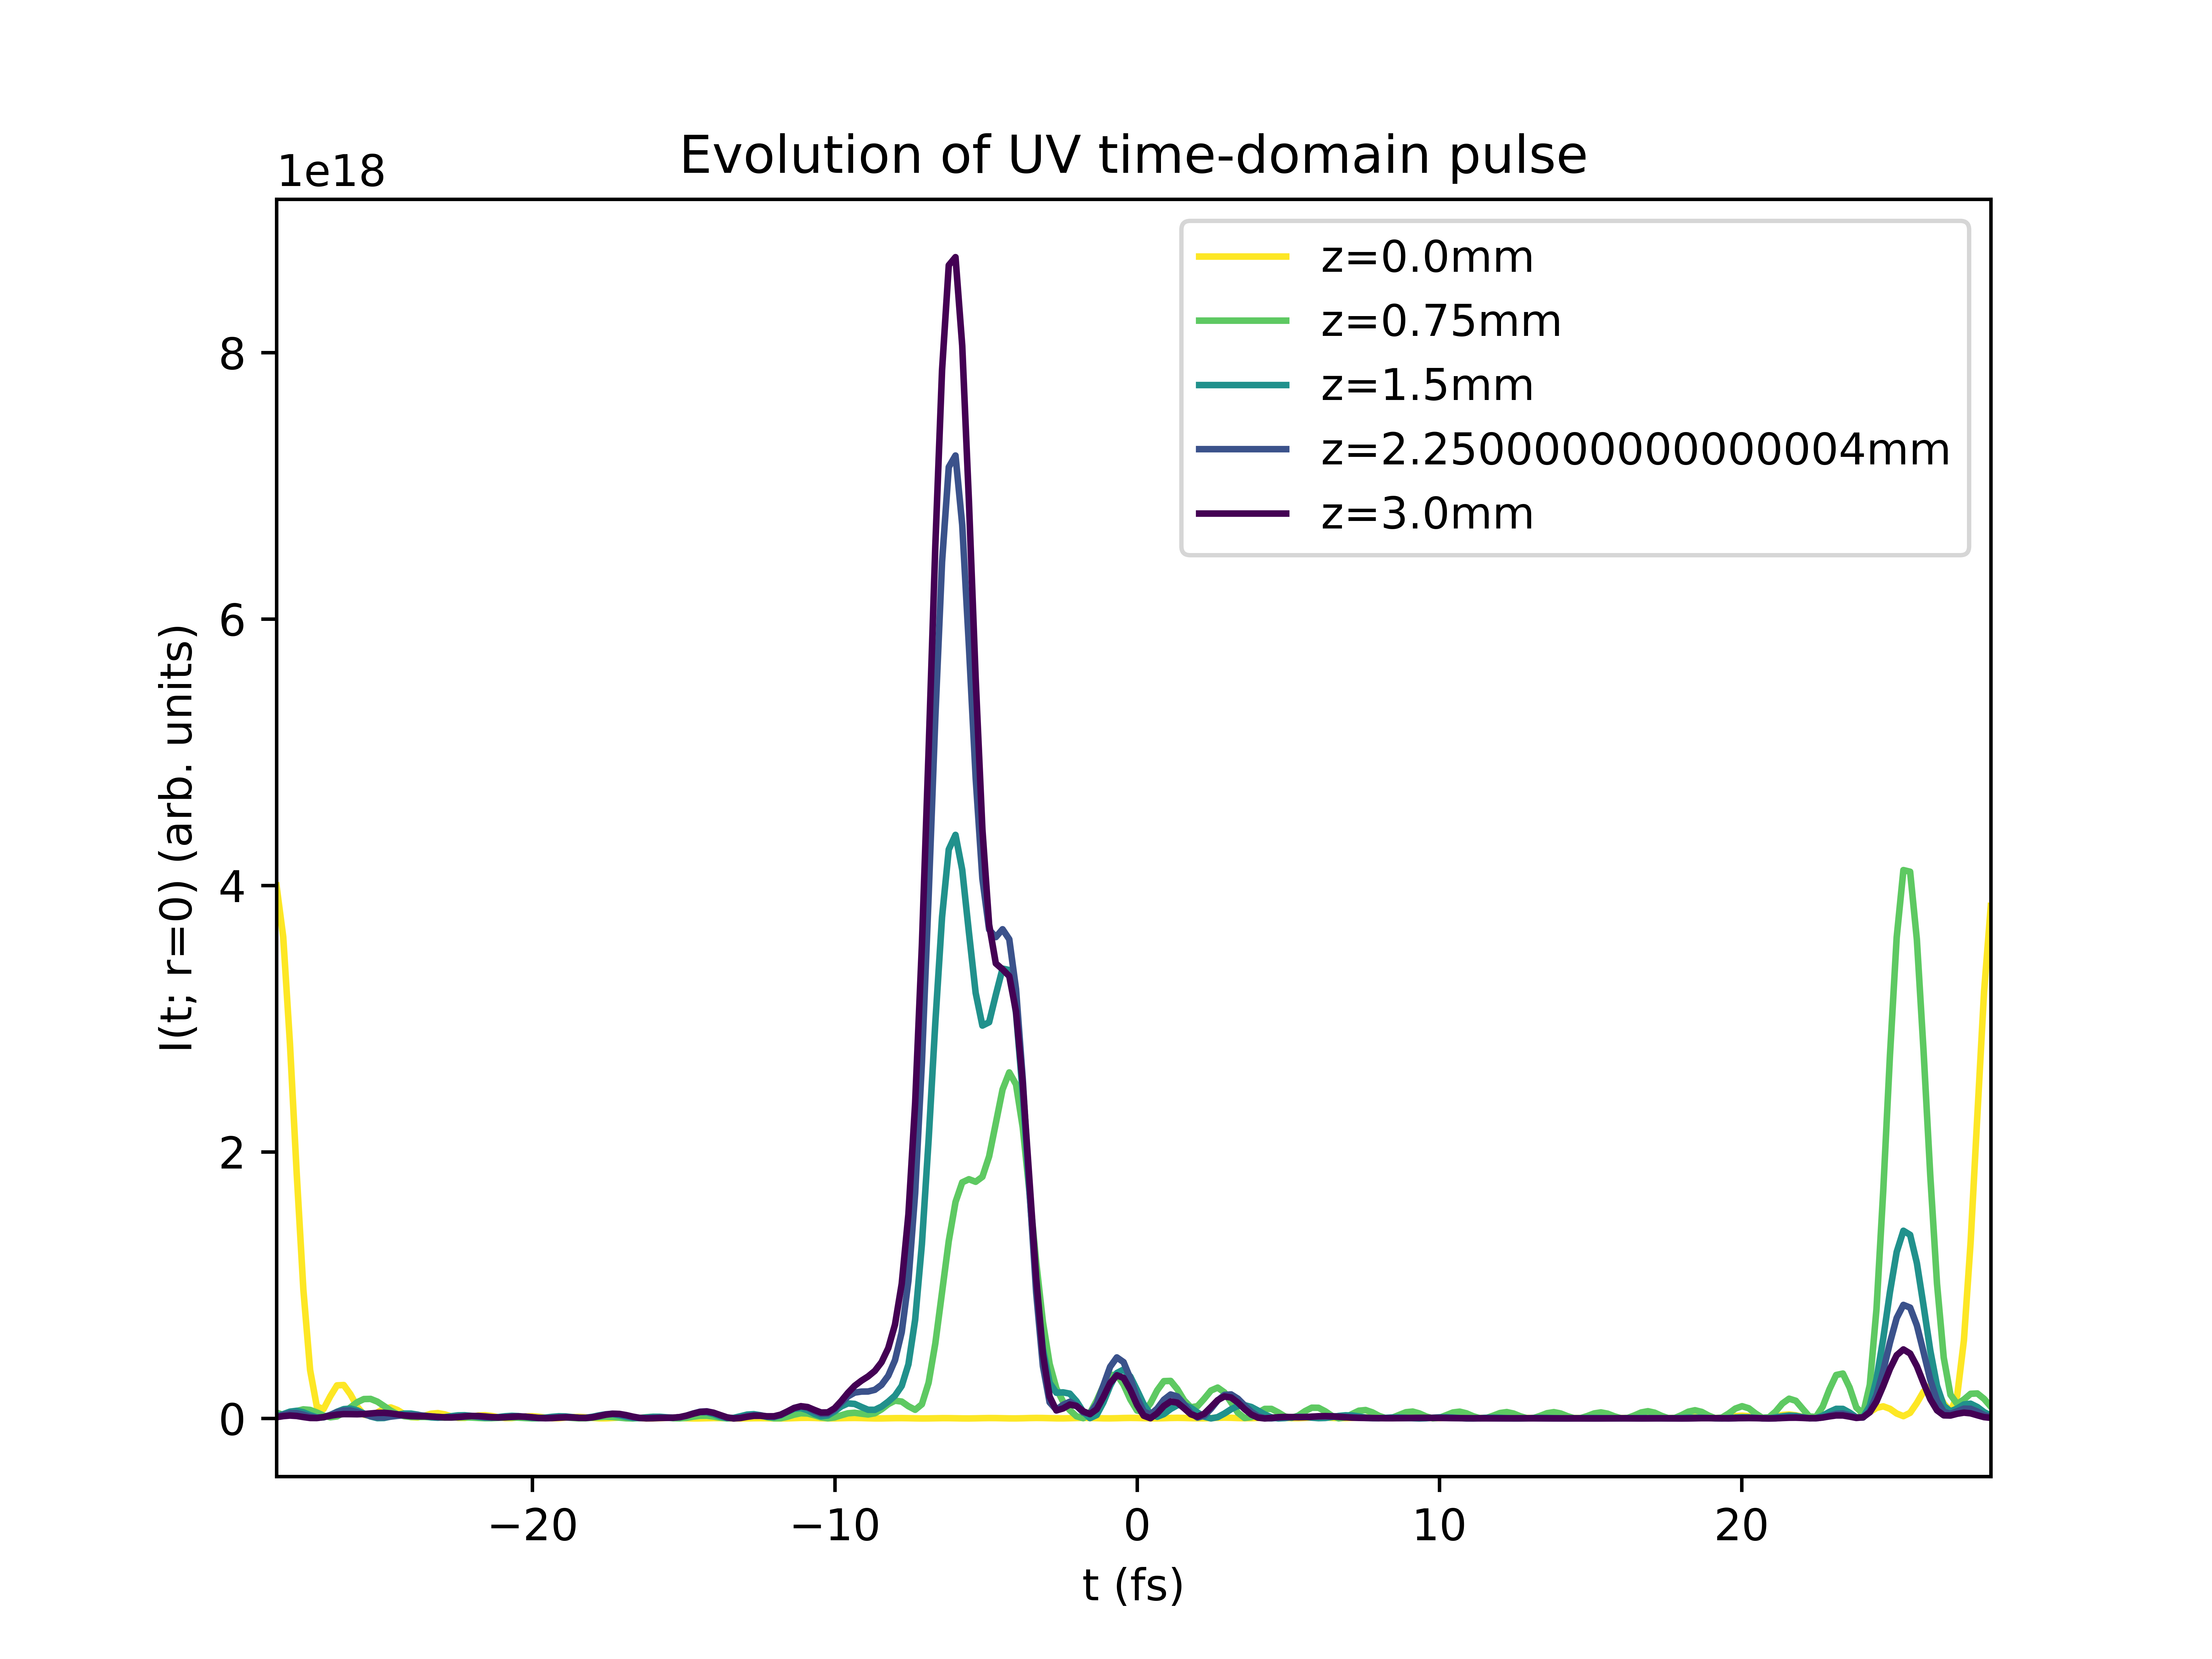 Evolution of UV time-domain pulse
1e18
z=0.0mm
z=0.75mm
z=1.5mm
z=2.2500000000000004mm
z=3.0mm
I(t; r=0) (arb. units)
8
6
4
2
0
−20
−10
0
10
20
t (fs)